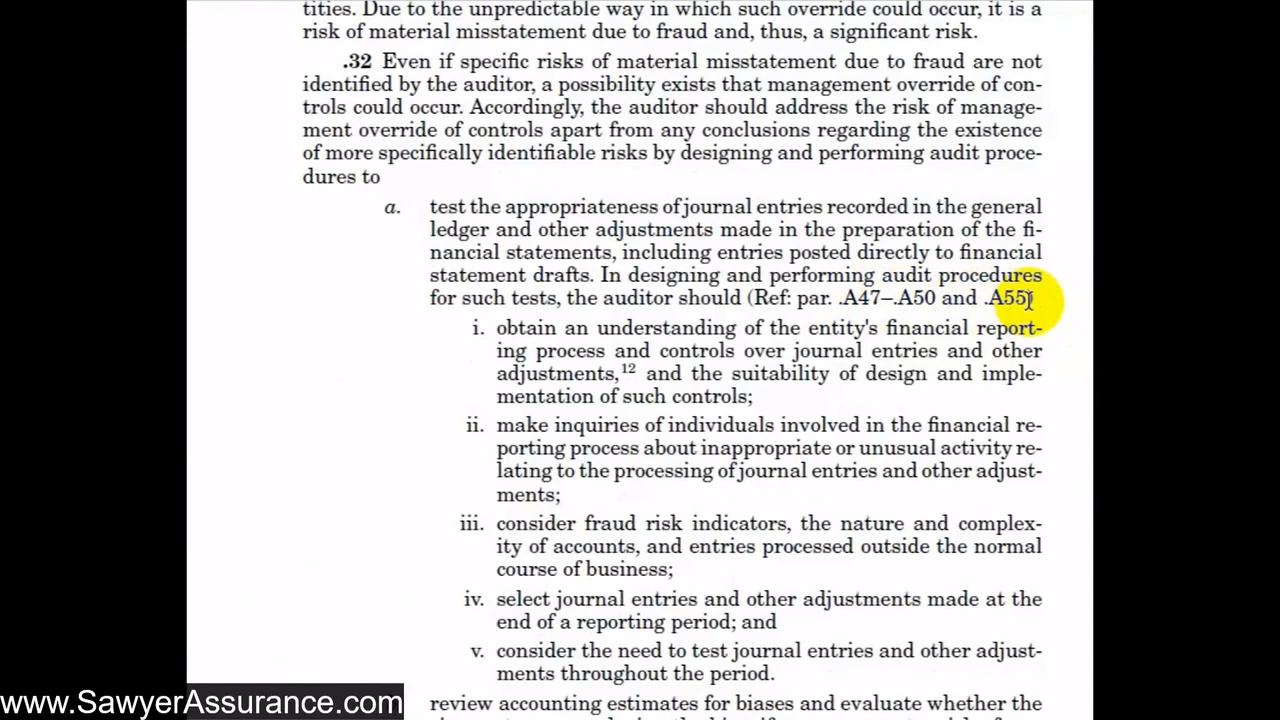 tities. Due to the unpredictable way in which such override could occur, it is a
risk of material misstatement due to fraud and, thus, a significant risk.
.32 Even if specific risks of material misstatement due to fraud are not
identified by the auditor, a possibility exists that management override of con-
trols could occur. Accordingly, the auditor should address the risk of manage-
ment override of controls apart from any conclusions regarding the existence
of more specifically identifiable risks by designing and performing audit proce-
dures to
a. test the appropriateness of journal entries recorded in the general
ledger and other adjustments made in the preparation of the fi-
nancial statements, including entries posted directly to financial
statement drafts. In designing and performing audit procedures
for such tests, the auditor should (Ref: par. .A47–.A50 and .A55)
i. obtain an understanding of the entity's financial report-
ing process and controls over journal entries and other
adjustments,12 and the suitability of design and imple-
mentation of such controls;
ii. make inquiries of individuals involved in the financial re-
porting process about inappropriate or unusual activity re-
lating to the processing of journal entries and other adjust-
ments;
iii. consider fraud risk indicators, the nature and complex-
ity of accounts, and entries processed outside the normal
course of business;
iv. select journal entries and other adjustments made at the
end of a reporting period; and
v. consider the need to test journal entries and other adjust-
ments throughout the period.
review accounting estimates for biases and evaluate whether the
www.SawyerAssurance.com